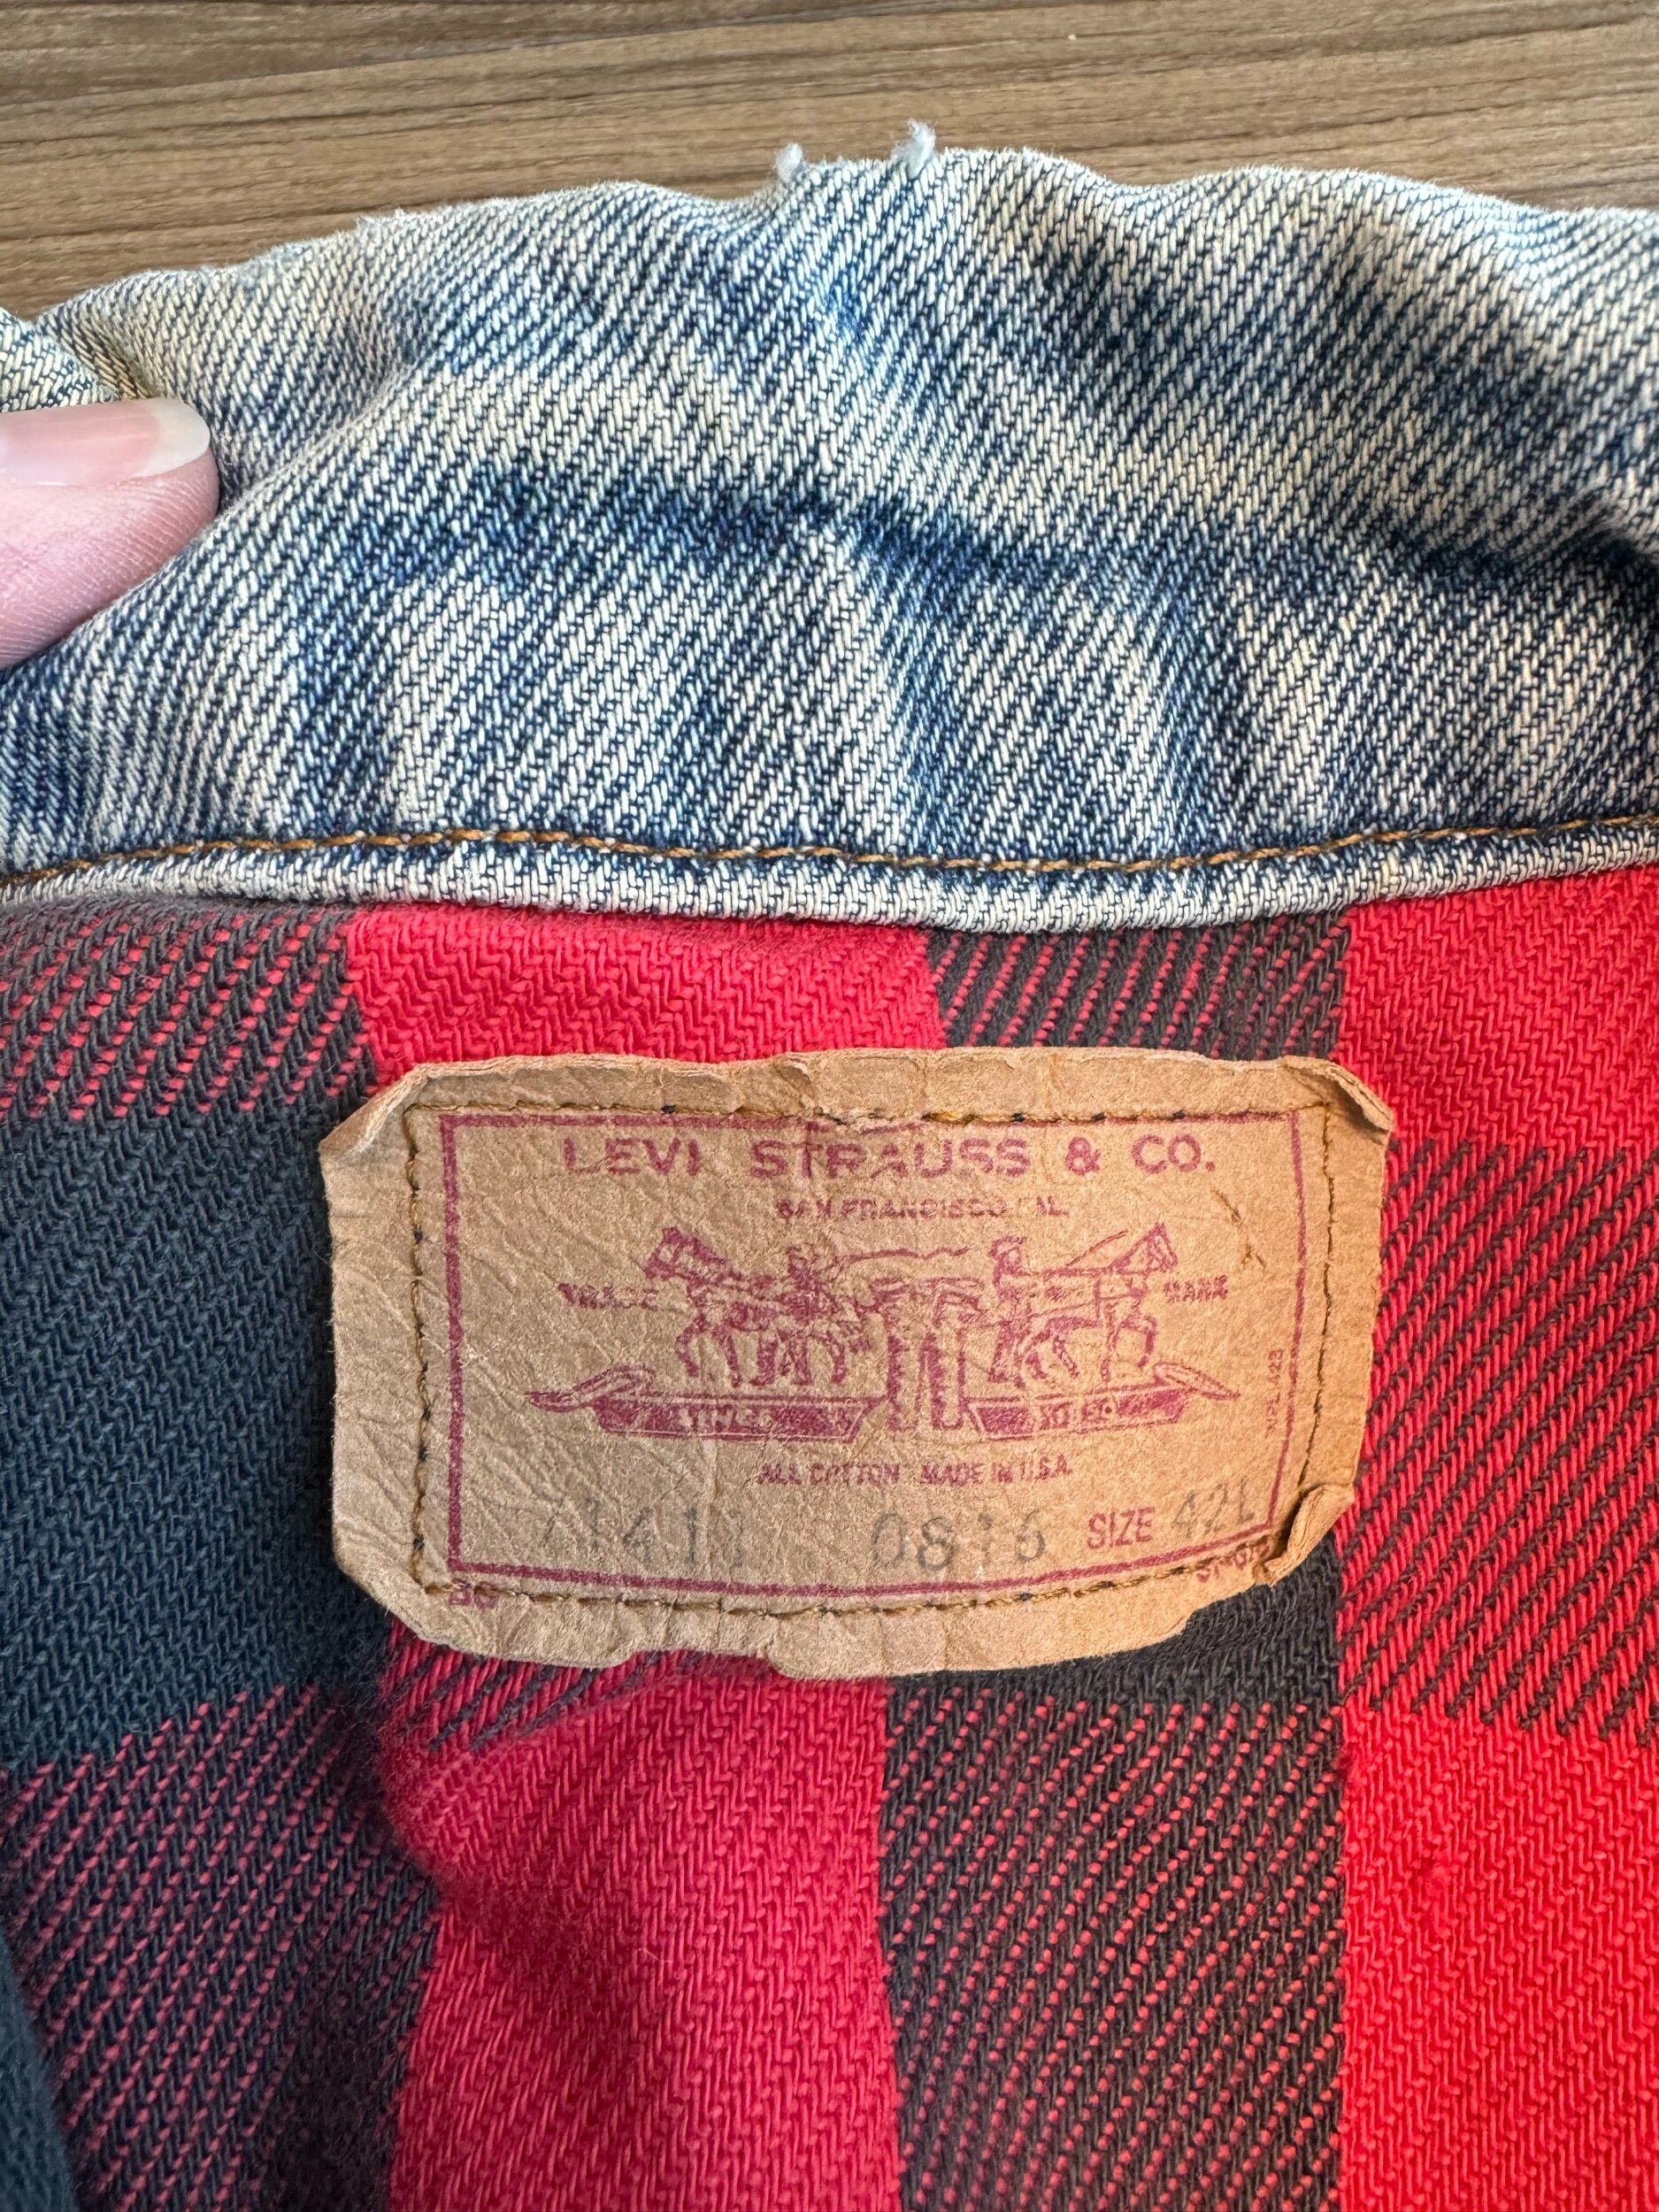 LEVI STRAUSS & CO.
SAN FRANCISCO CAL
TRADE MARK
ALL COTTON MADE IN U.S.A.
71411 0816 SIZE 42L